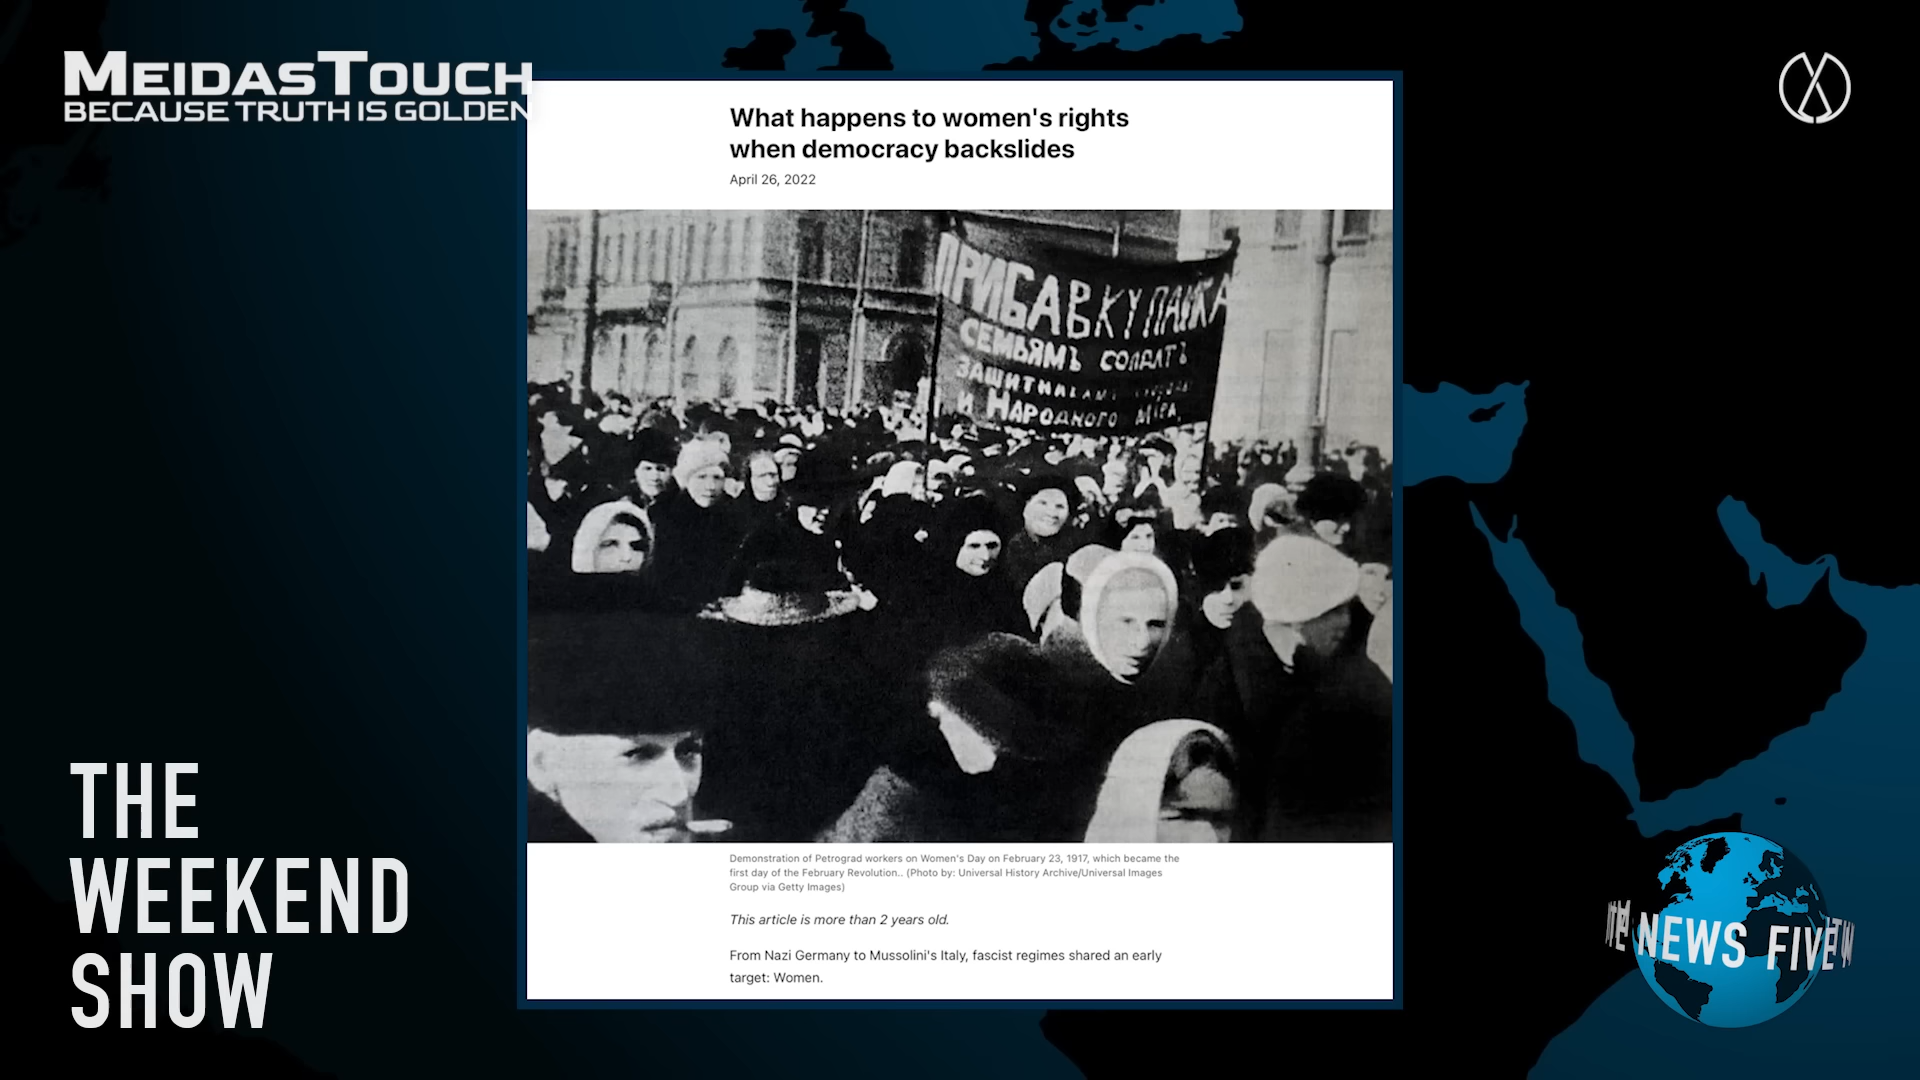 MEIDASTOUCH
BECAUSE TRUTH IS GOLDEN
What happens to women's rights
when democracy backslides
April 26, 2022
ПРИБАВКУ ПАЙКА
СЕМЬЯМЪ СОЛДАТЪ
ЗАЩИТНИКАМЪ
И НАРОДНОГО МИРА.
Demonstration of Petrograd workers on Women's Day on February 23, 1917, which became the
first day of the February Revolution.. (Photo by: Universal History Archive/Universal Images
Group via Getty Images)
This article is more than 2 years old.
From Nazi Germany to Mussolini's Italy, fascist regimes shared an early
target: Women.
THE
WEEKEND
SHOW
NEWS FIVE